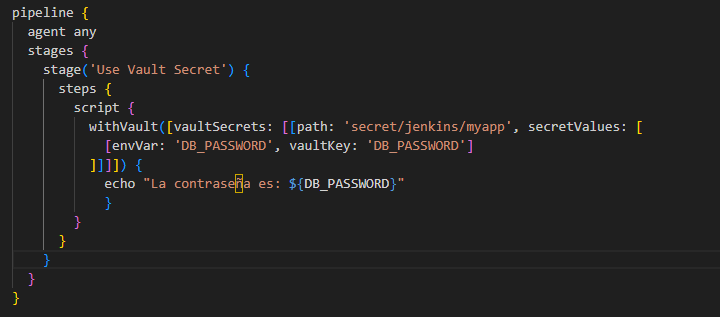 pipeline {
  agent any
  stages {
    stage('Use Vault Secret') {
      steps {
        script {
          withVault([vaultSecrets: [[path: 'secret/jenkins/myapp', secretValues: [
            [envVar: 'DB_PASSWORD', vaultKey: 'DB_PASSWORD']
          ]]]]) {
            echo "La contraseña es: ${DB_PASSWORD}"
            }
        }
      }
    }
  }
}